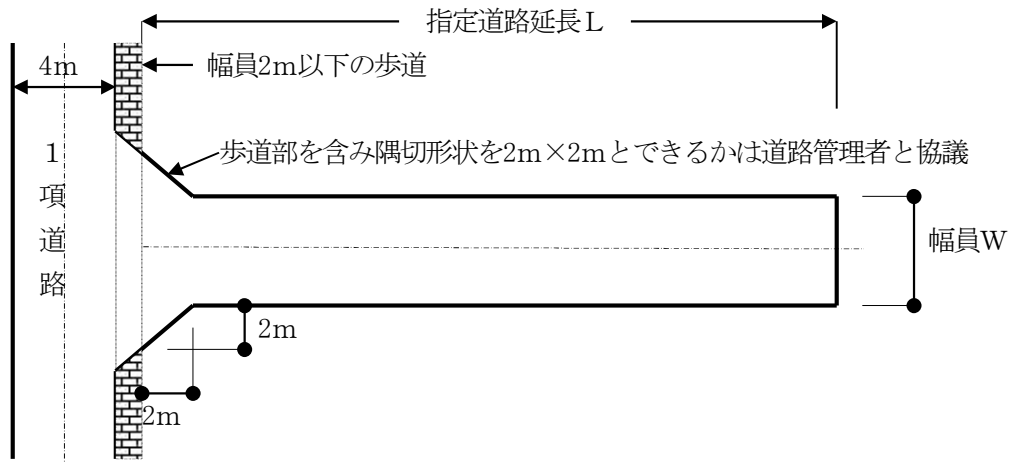 指定道路延長L
4m
幅員2m以下の歩道
歩道部を含み隅切形状を2m×2mとできるかは道路管理者と協議
1項道路
幅員W
2m
2m